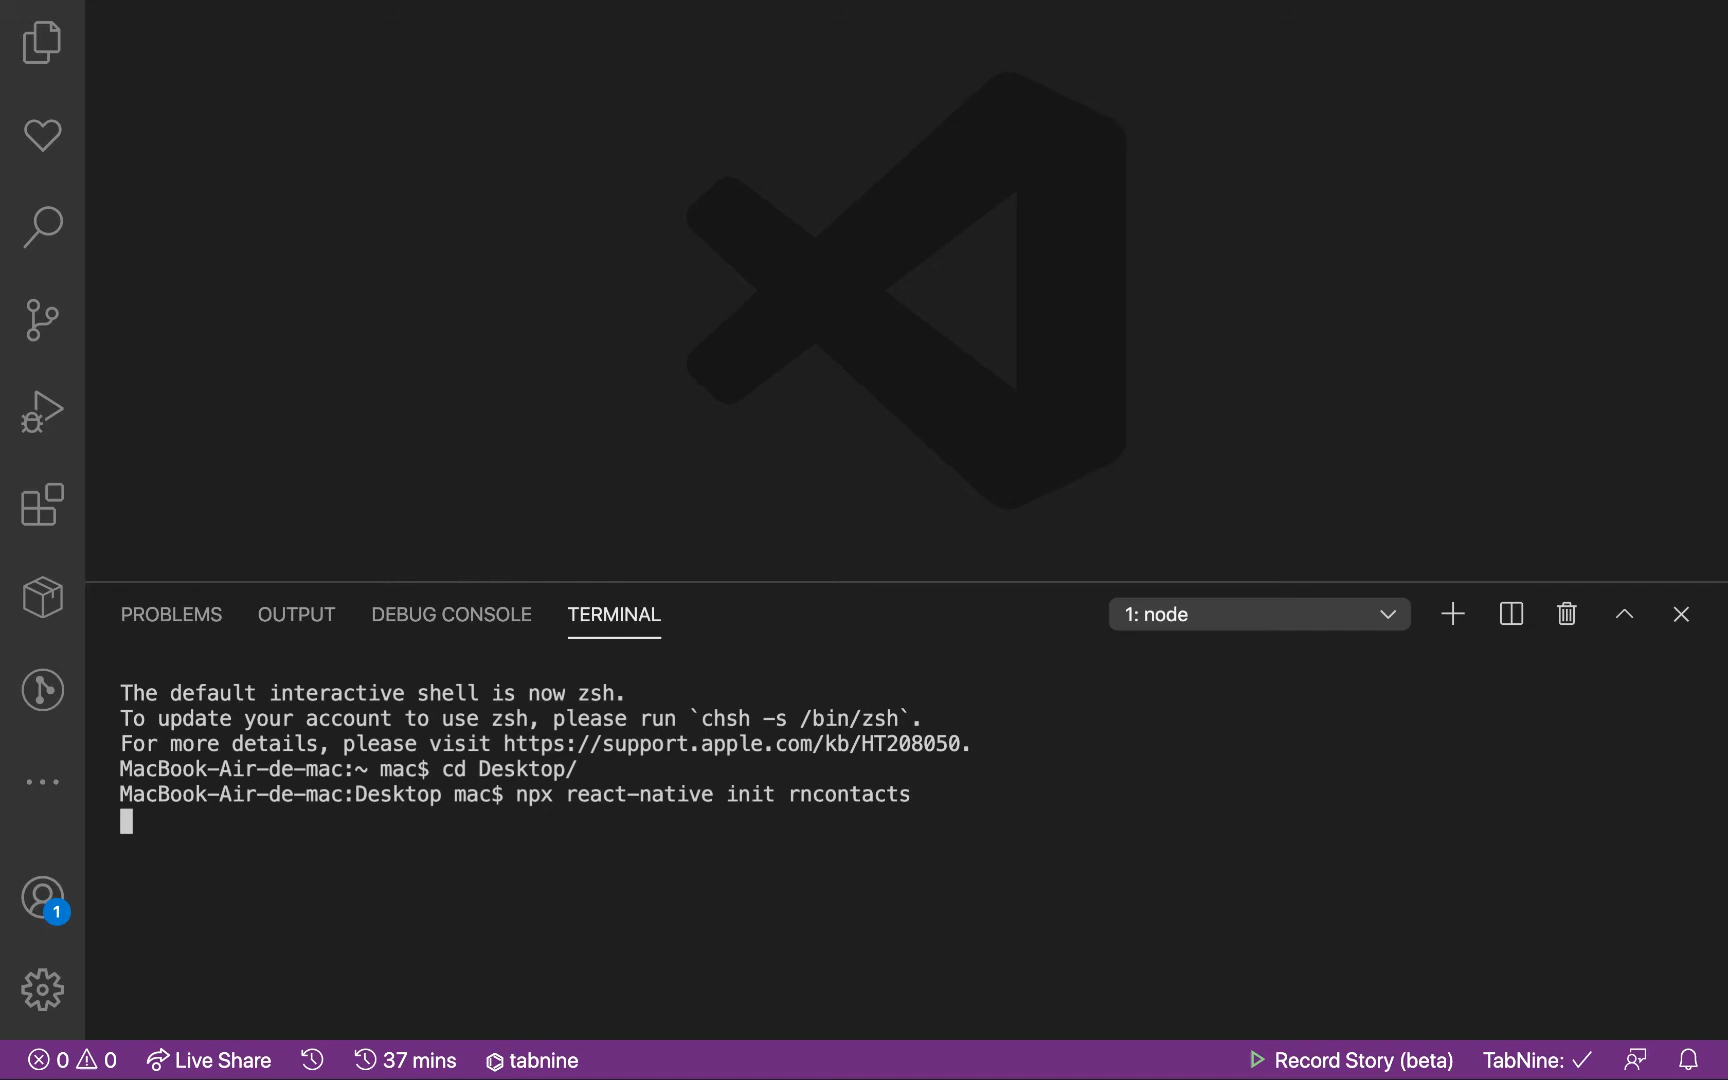 PROBLEMS OUTPUT DEBUG CONSOLE TERMINAL 1: node
The default interactive shell is now zsh.
To update your account to use zsh, please run `chsh -s /bin/zsh`.
For more details, please visit https://support.apple.com/kb/HT208050.
MacBook-Air-de-mac:~ mac$ cd Desktop/
MacBook-Air-de-mac:Desktop mac$ npx react-native init rncontacts
1
0 0 Live Share 37 mins tabnine Record Story (beta) TabNine: ✓